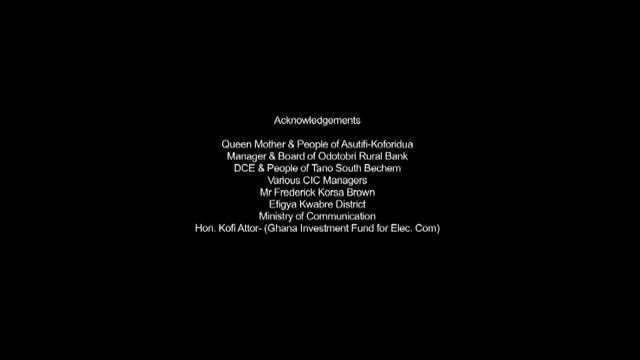 Acknowledgements
Queen Mother & People of Asutifi-Koforidua
Manager & Board of Odotobri Rural Bank
DCE & People of Tano South Bechem
Various CIC Managers
Mr Frederick Korsa Brown
Efigya Kwabre District
Ministry of Communication
Hon. Kofi Attor- (Ghana Investment Fund for Elec. Com)